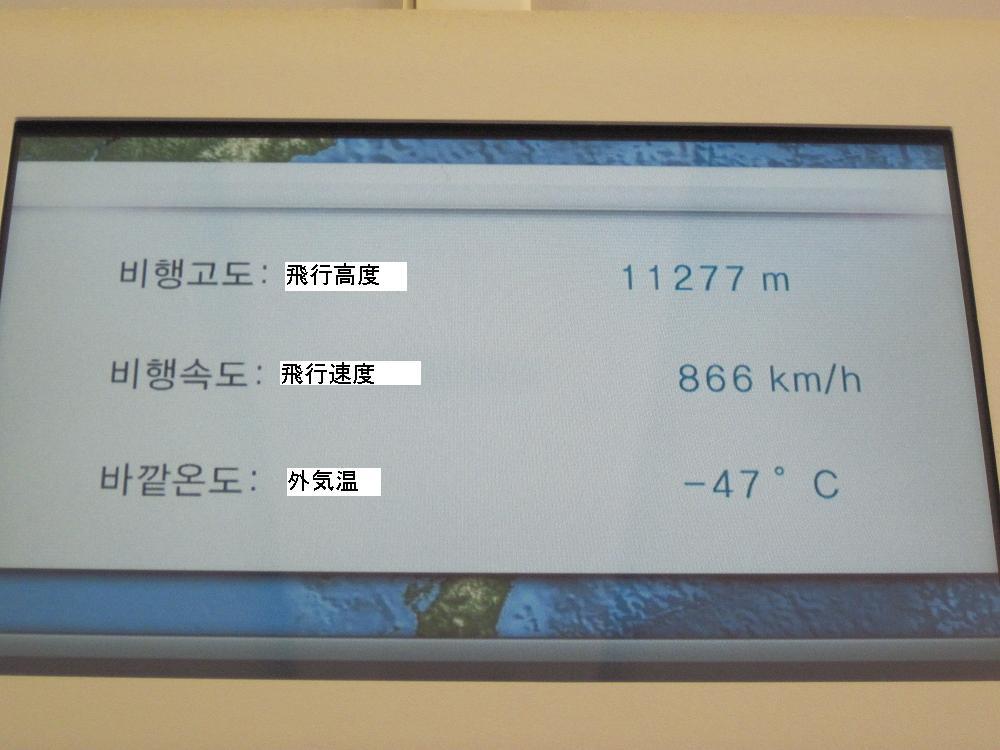 비행고도: 飛行高度 11277 m
비행속도: 飛行速度 866 km/h
바깥온도: 外気温 -47° C